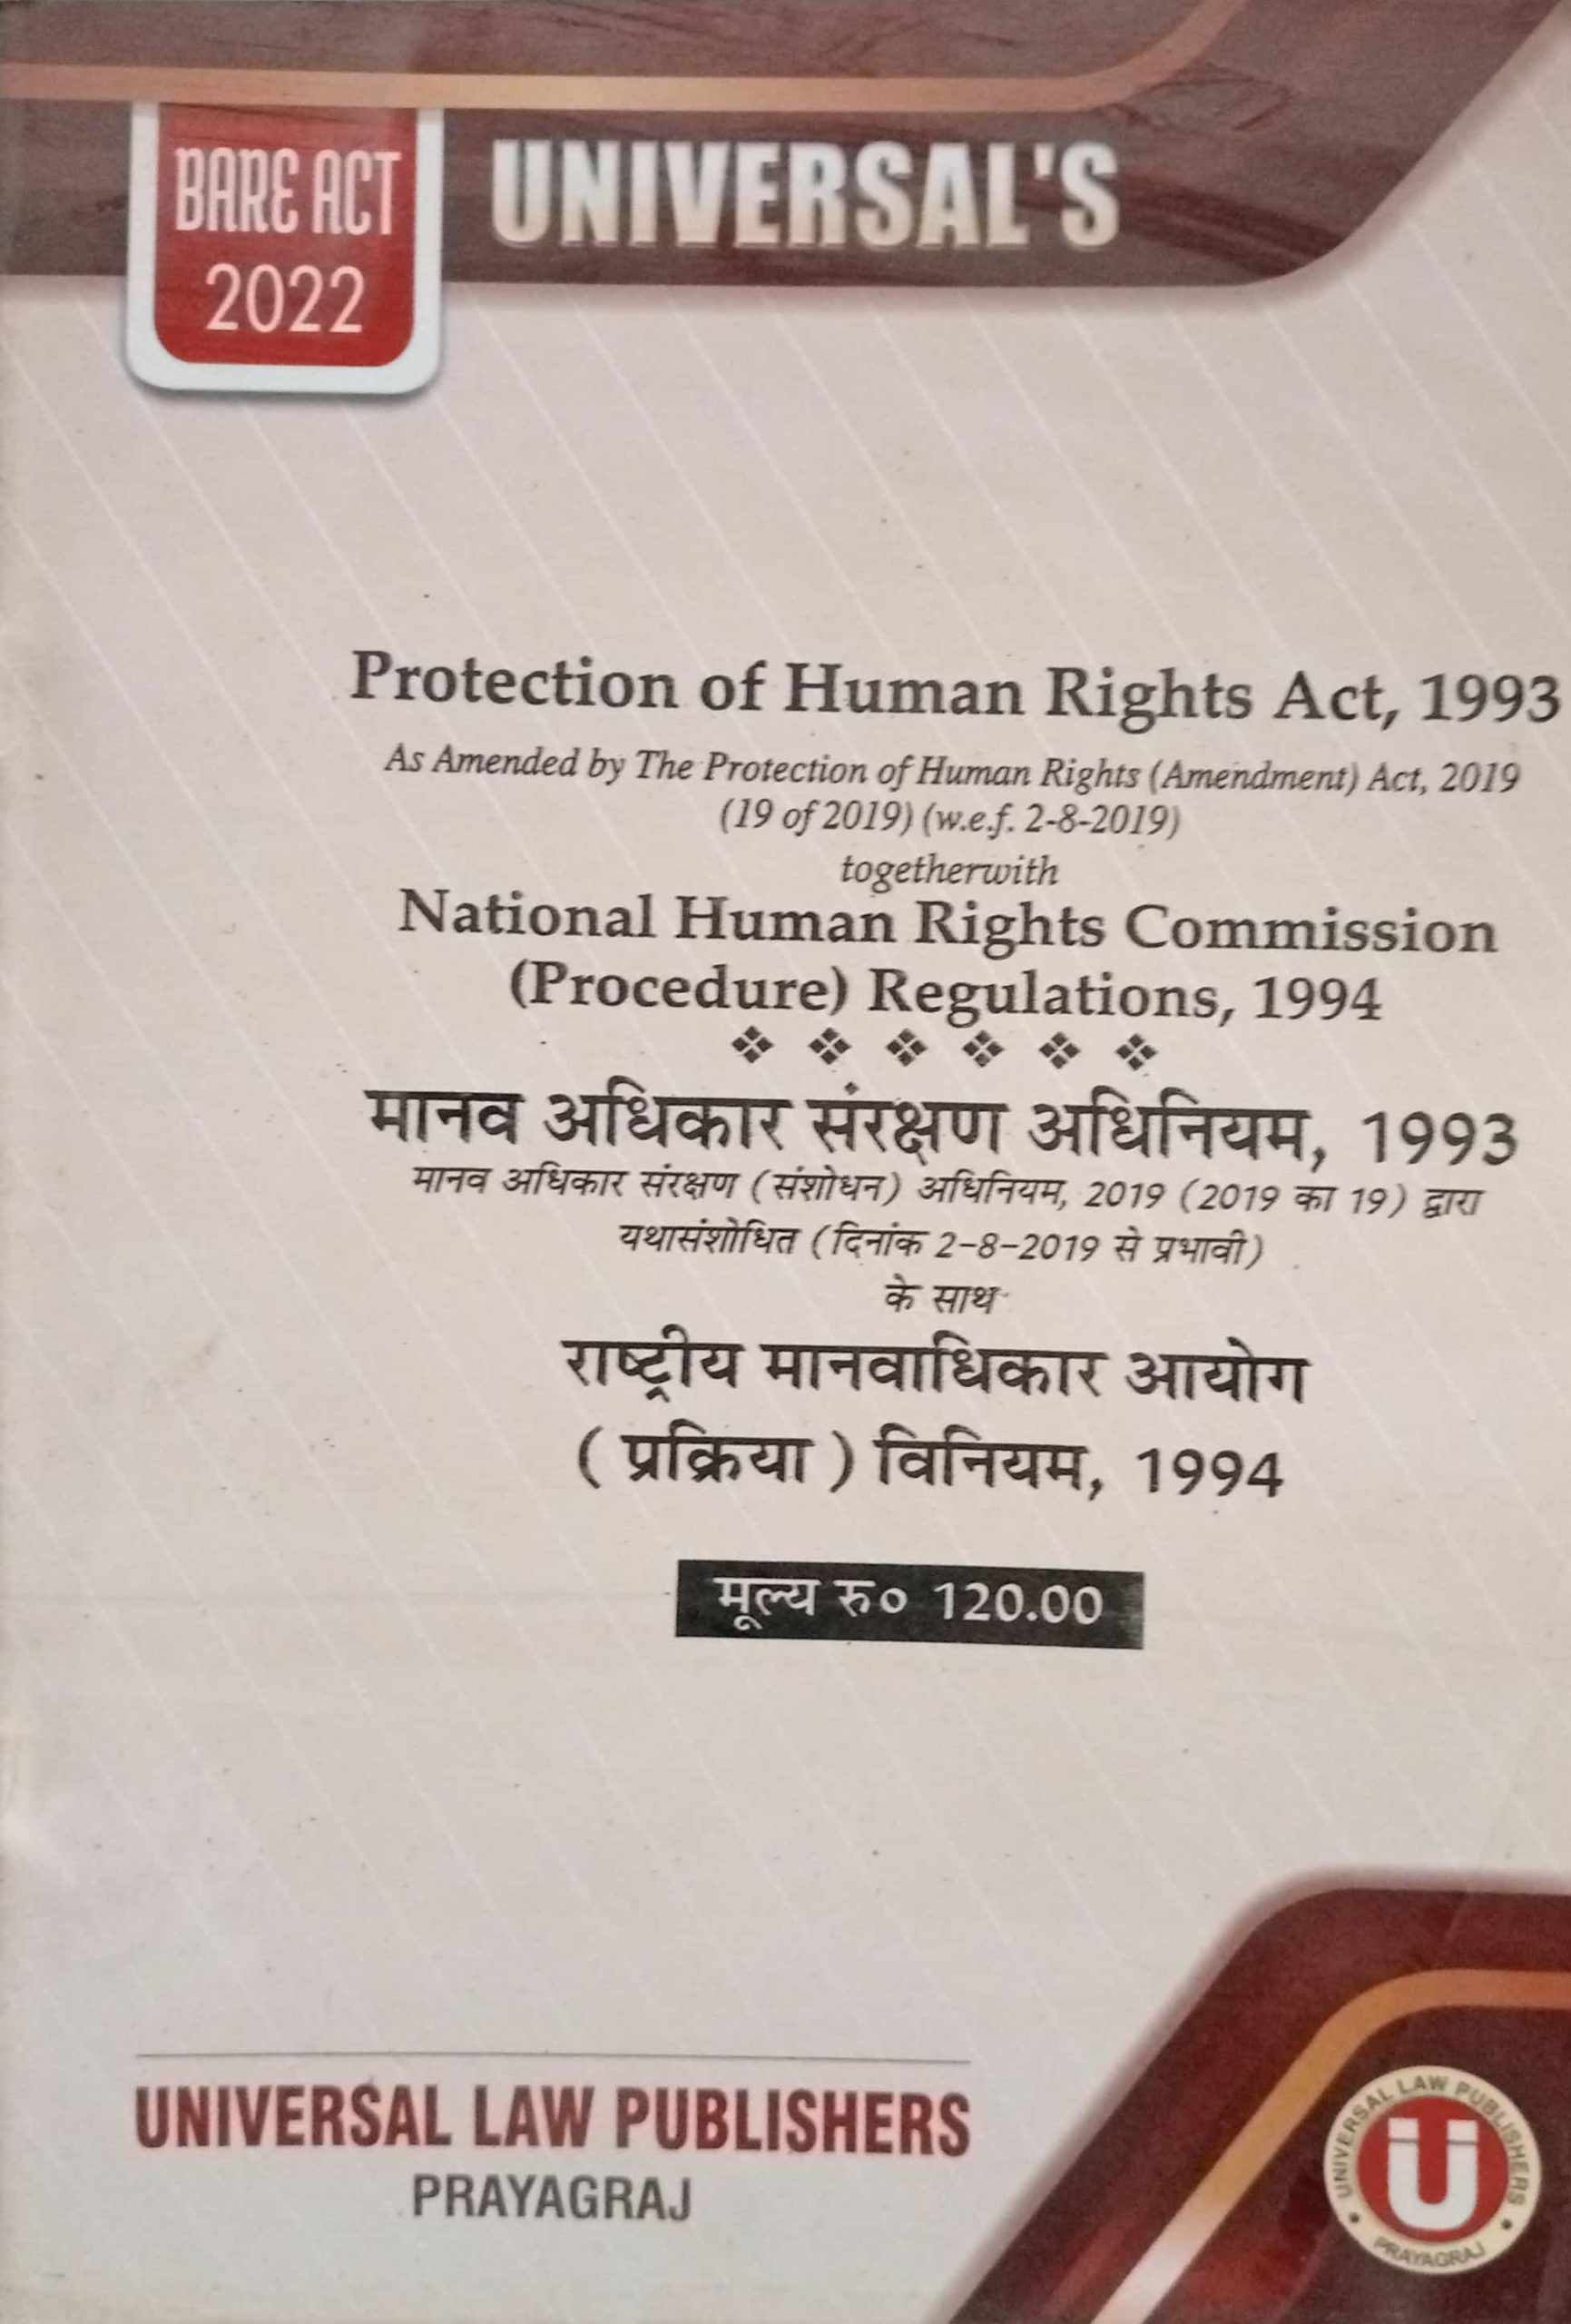 BARE ACT
2022
UNIVERSAL'S
Protection of Human Rights Act, 1993
As Amended by The Protection of Human Rights (Amendment) Act, 2019
(19 of 2019) (w.e.f. 2-8-2019)
togetherwith
National Human Rights Commission
(Procedure) Regulations, 1994
मानव अधिकार संरक्षण अधिनियम, 1993
मानव अधिकार संरक्षण (संशोधन) अधिनियम, 2019 (2019 का 19) द्वारा
यथासंशोधित (दिनांक 2-8-2019 से प्रभावी)
के साथ
राष्ट्रीय मानवाधिकार आयोग
( प्रक्रिया ) विनियम, 1994
मूल्य रु० 120.00
UNIVERSAL LAW PUBLISHERS
PRAYAGRAJ
UNIVERSAL LAW PUBLISHERS
U
PRAYAGRAJ